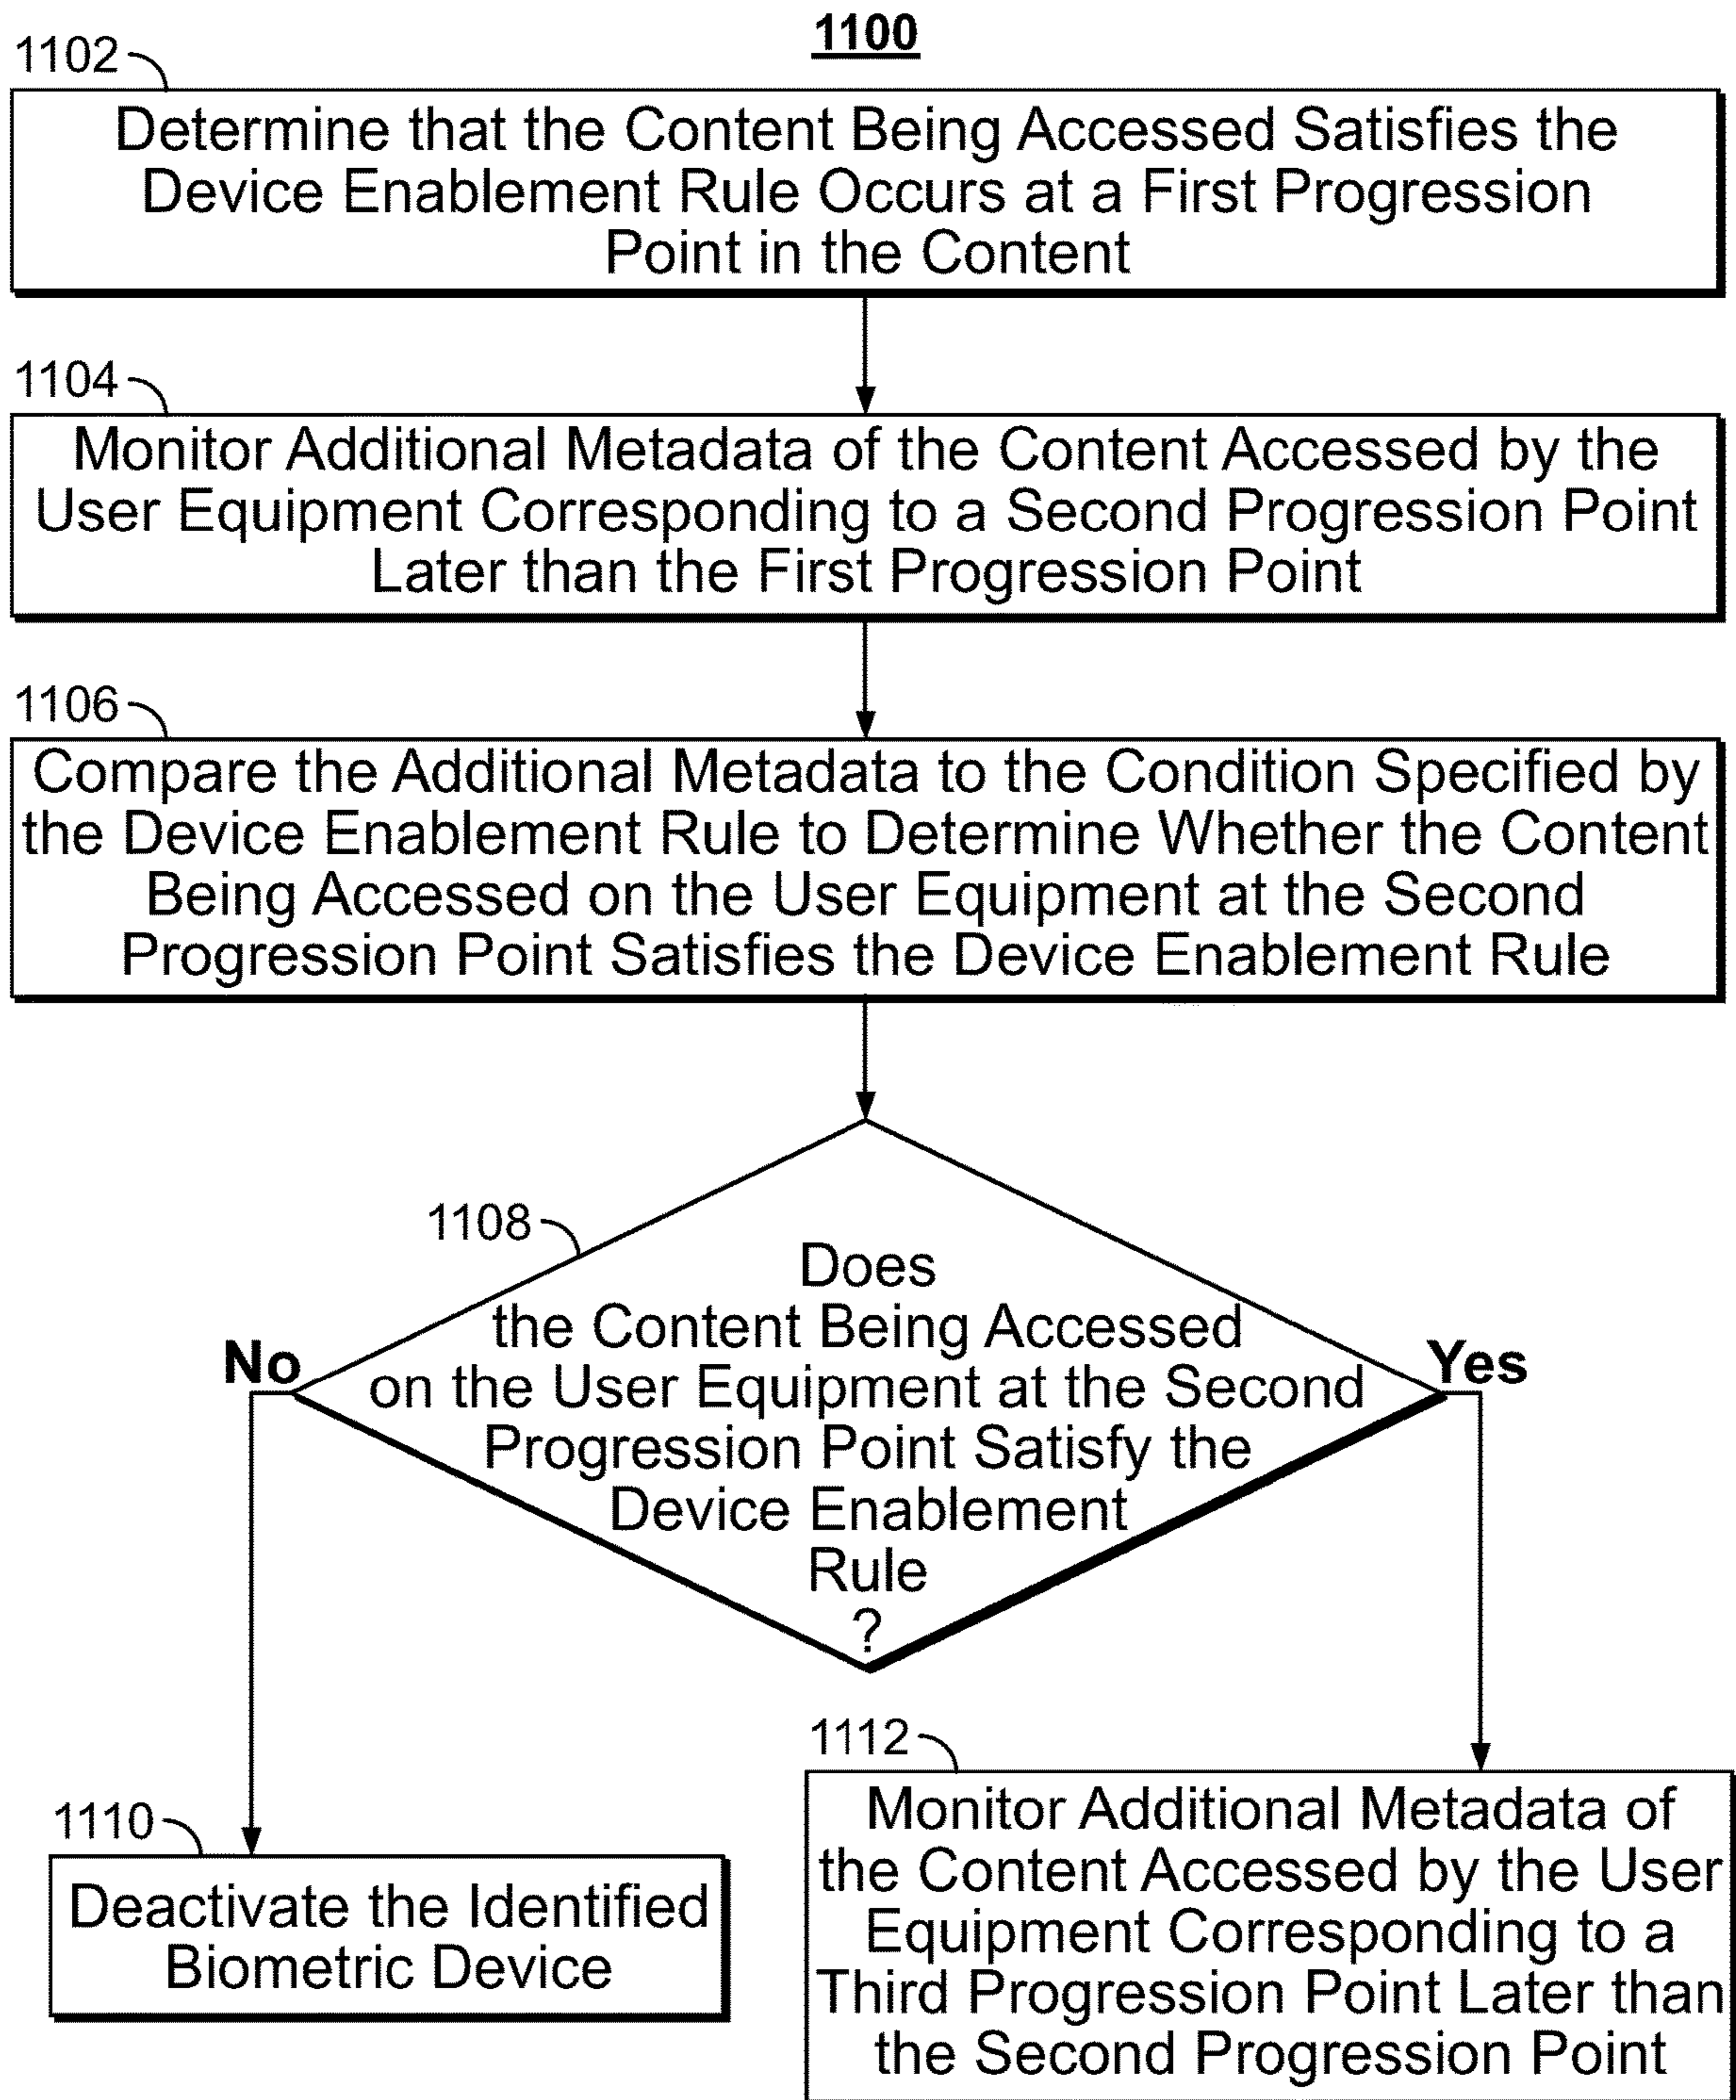 1100
1102
Determine that the Content Being Accessed Satisfies the
Device Enablement Rule Occurs at a First Progression
Point in the Content
1104
Monitor Additional Metadata of the Content Accessed by the
User Equipment Corresponding to a Second Progression Point
Later than the First Progression Point
1106
Compare the Additional Metadata to the Condition Specified by
the Device Enablement Rule to Determine Whether the Content
Being Accessed on the User Equipment at the Second
Progression Point Satisfies the Device Enablement Rule
1108
Does
the Content Being Accessed
on the User Equipment at the Second
Progression Point Satisfy the
Device Enablement
Rule
?
No
Yes
1110
Deactivate the Identified
Biometric Device
1112
Monitor Additional Metadata of
the Content Accessed by the User
Equipment Corresponding to a
Third Progression Point Later than
the Second Progression Point